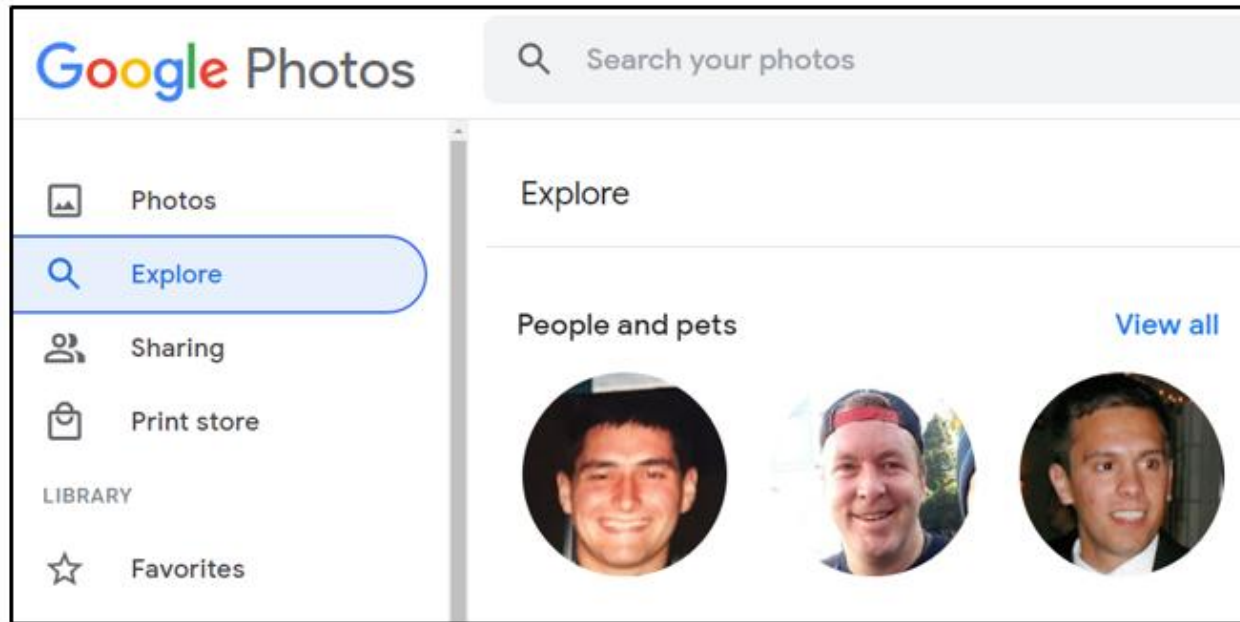 Google Photos
Search your photos
Photos
Explore
Sharing
Print store
LIBRARY
Favorites
Explore
People and pets
View all